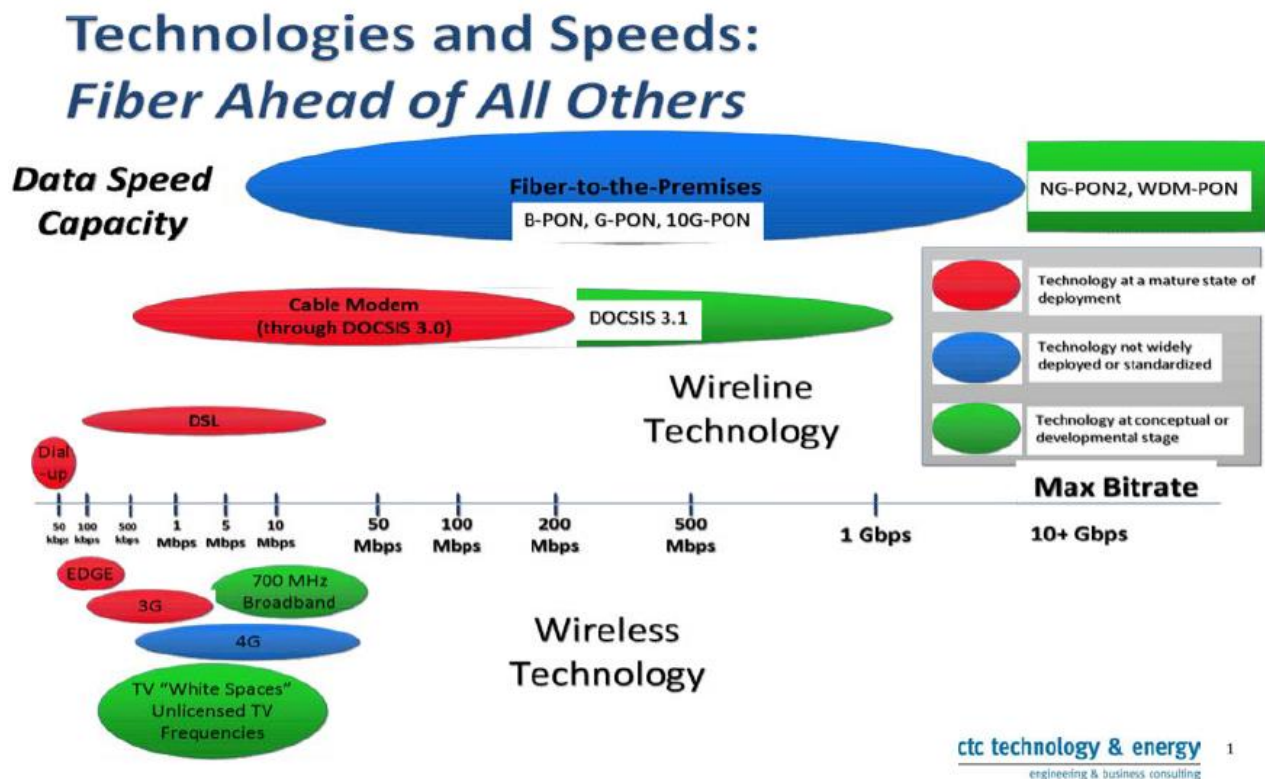 Technologies and Speeds:
Fiber Ahead of All Others
Data Speed
Capacity
Fiber-to-the-Premises
B-PON, G-PON, 10G-PON
NG-PON2, WDM-PON
Cable Modem
(through DOCSIS 3.0)
DOCSIS 3.1
Technology at a mature state of
deployment
Technology not widely
deployed or standardized
Technology at conceptual or
developmental stage
Wireline
Technology
DSL
Dial
-up
Max Bitrate
50
kbps
100
kbps
500
kbps
1
Mbps
5
Mbps
10
Mbps
50
Mbps
100
Mbps
200
Mbps
500
Mbps
1 Gbps
10+ Gbps
EDGE
3G
700 MHz
Broadband
4G
TV "White Spaces"
Unlicensed TV
Frequencies
Wireless
Technology
ctc technology & energy
engineering & business consulting
1